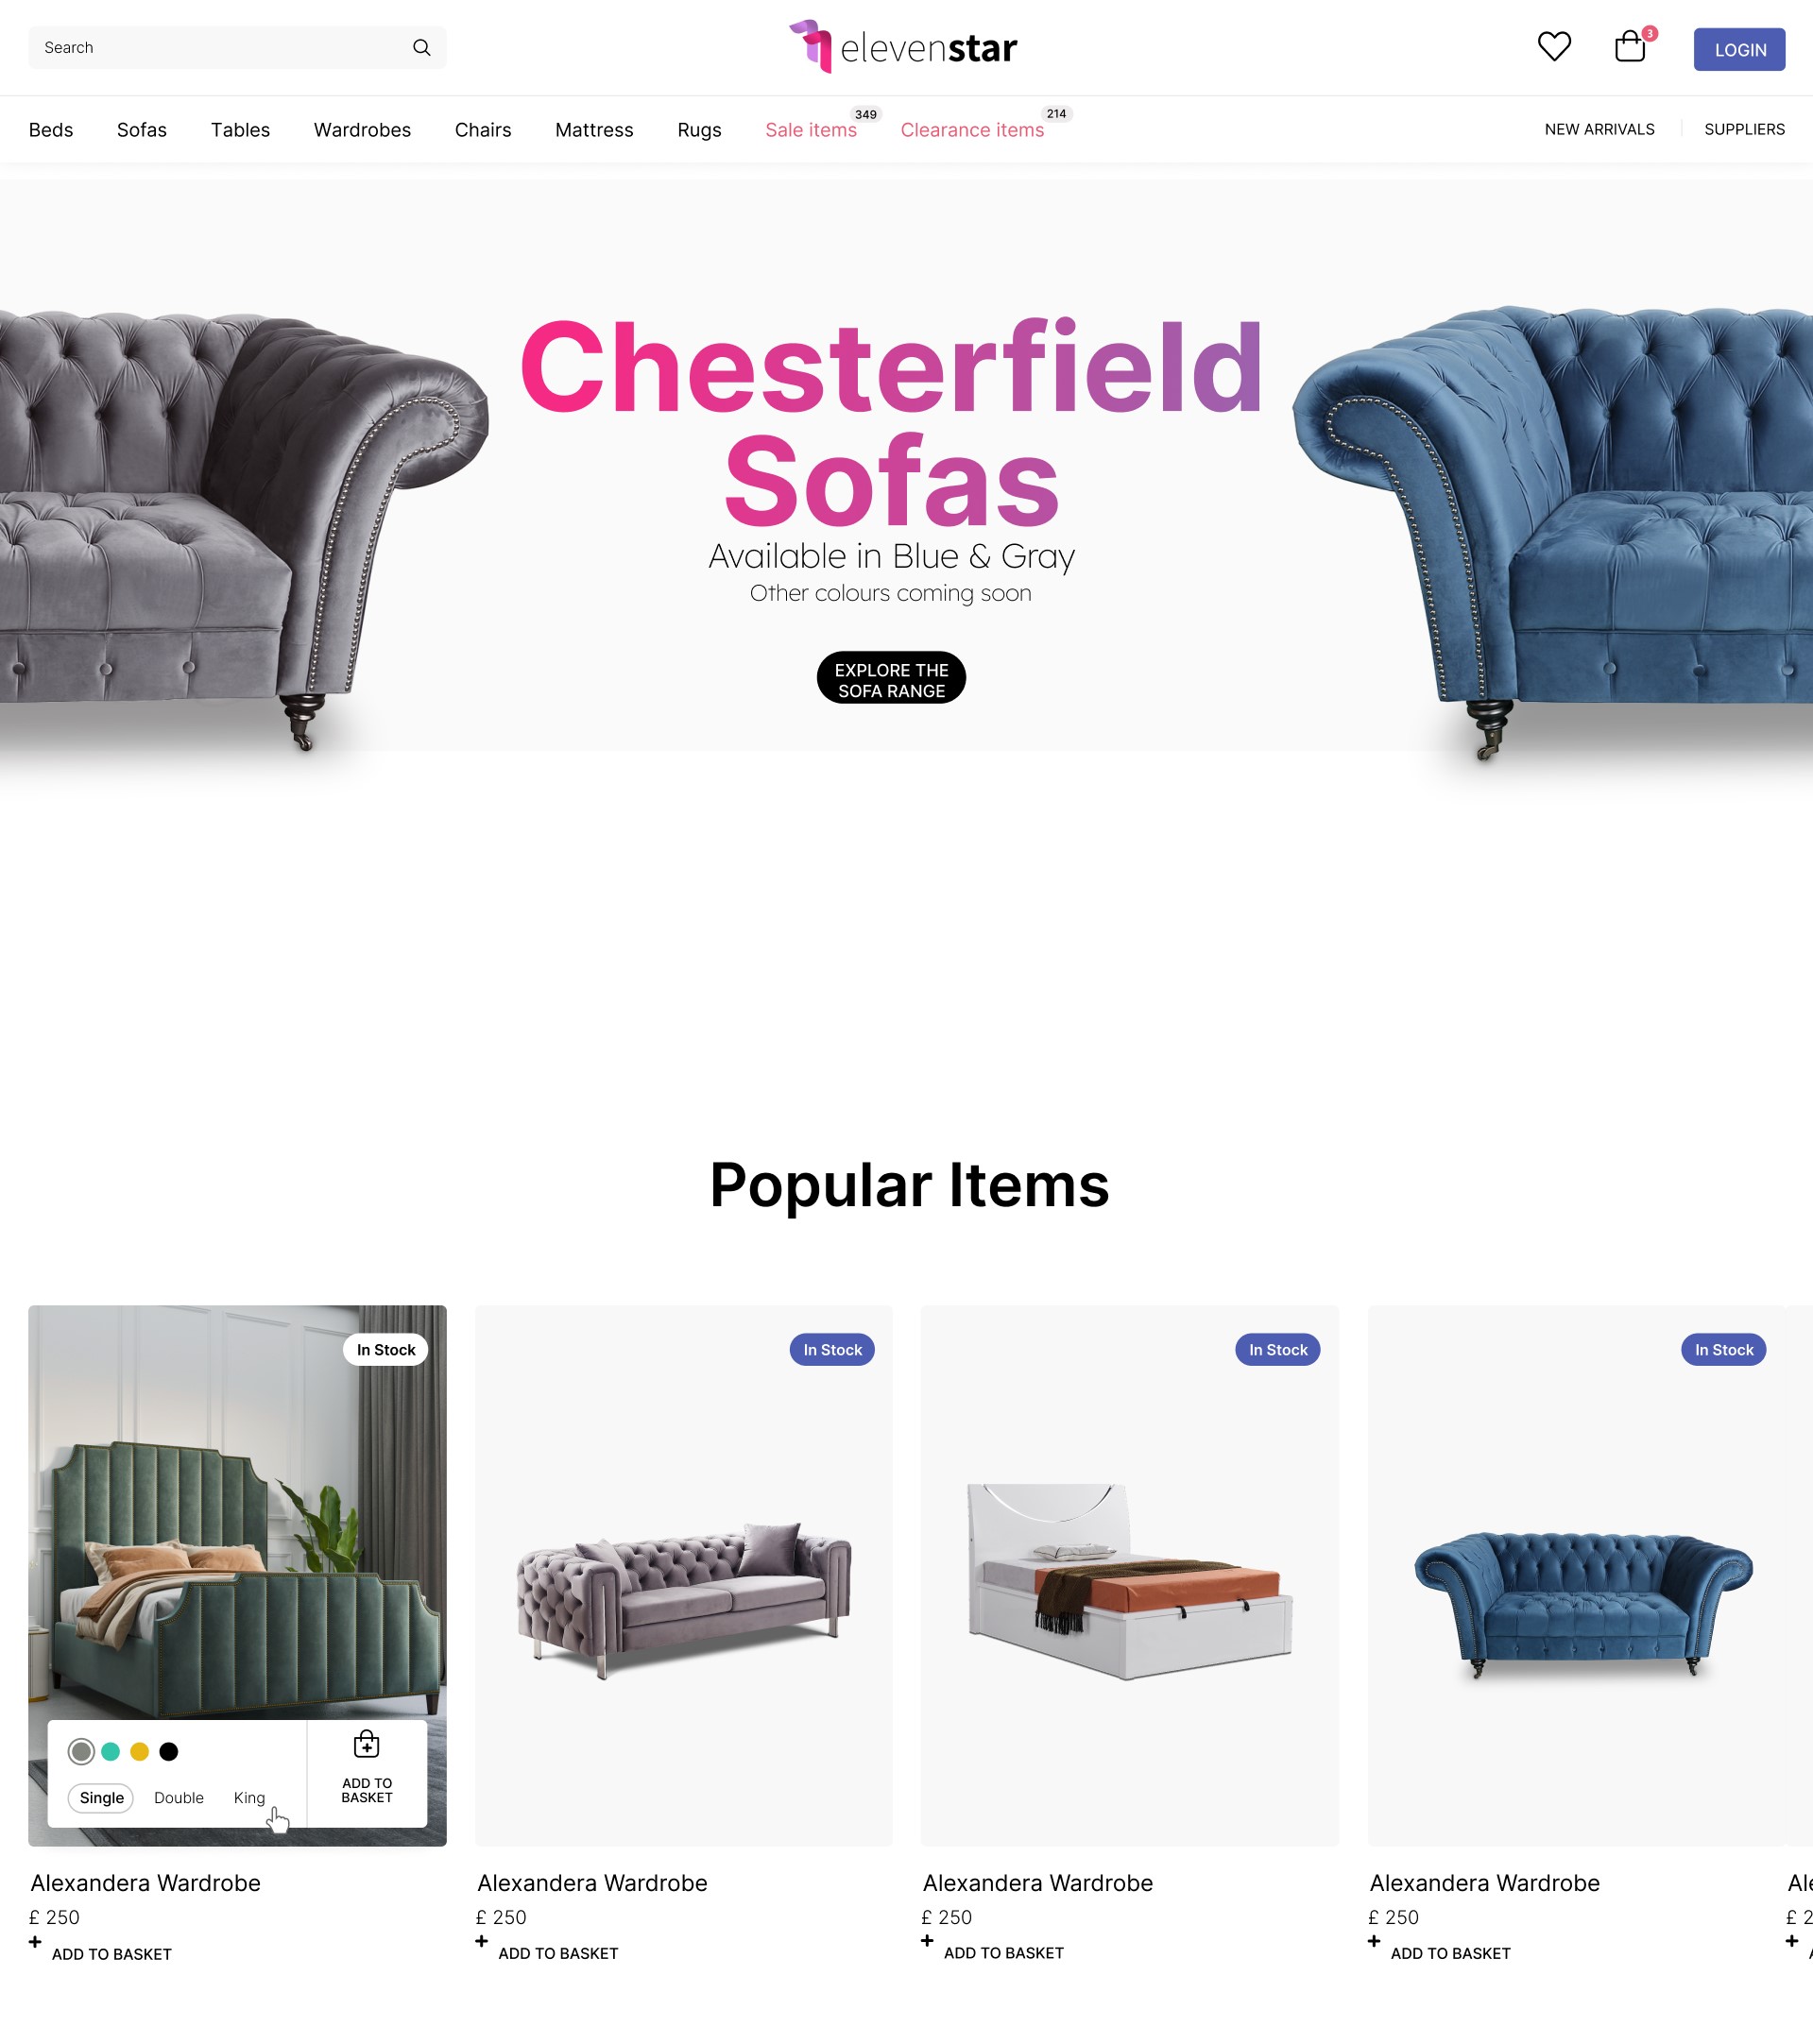 Search
elevenstar
3
LOGIN
Beds Sofas Tables Wardrobes Chairs Mattress Rugs Sale items 349 Clearance items 214 NEW ARRIVALS SUPPLIERS
Chesterfield
Sofas
Available in Blue & Gray
Other colours coming soon
EXPLORE THE
SOFA RANGE
Popular Items
In Stock
In Stock
In Stock
In Stock
Single Double King
ADD TO
BASKET
Alexandera Wardrobe
£ 250
+ ADD TO BASKET
Alexandera Wardrobe
£ 250
+ ADD TO BASKET
Alexandera Wardrobe
£ 250
+ ADD TO BASKET
Alexandera Wardrobe
£ 250
+ ADD TO BASKET